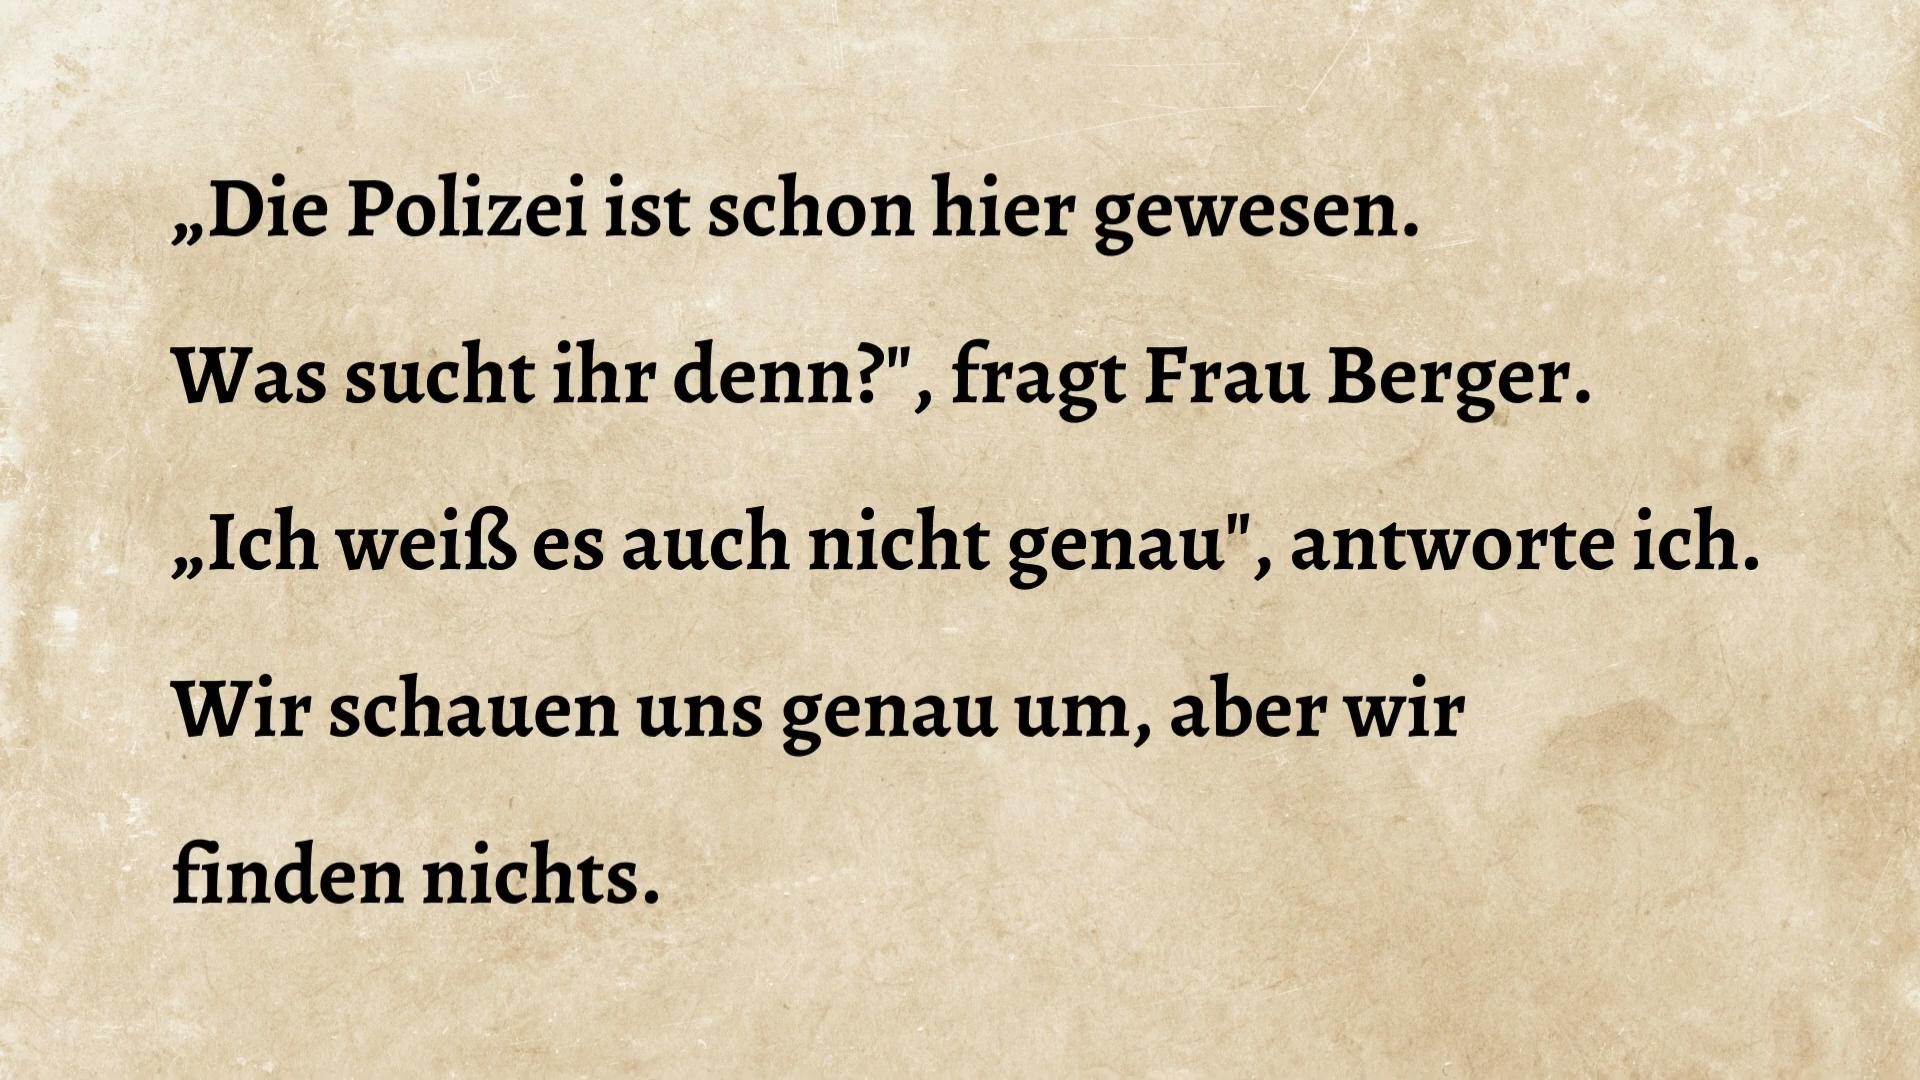 „Die Polizei ist schon hier gewesen.
Was sucht ihr denn?", fragt Frau Berger.
„Ich weiß es auch nicht genau", antworte ich.
Wir schauen uns genau um, aber wir
finden nichts.